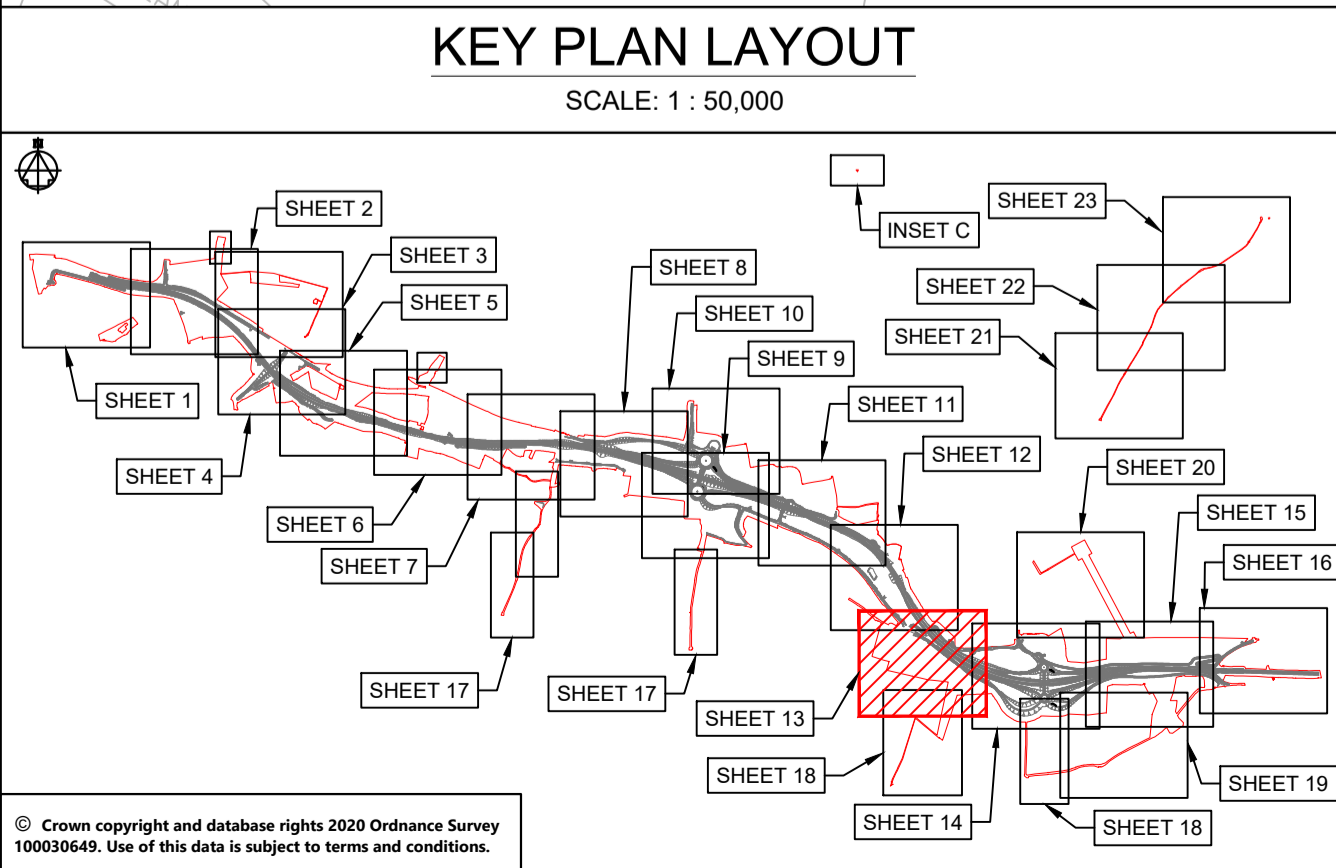 KEY PLAN LAYOUT
SCALE: 1 : 50,000
N
SHEET 2
SHEET 23
INSET C
SHEET 3
SHEET 8
SHEET 22
SHEET 5
SHEET 10
SHEET 21
SHEET 9
SHEET 1
SHEET 11
SHEET 12
SHEET 20
SHEET 4
SHEET 15
SHEET 6
SHEET 16
SHEET 7
SHEET 17
SHEET 17
SHEET 13
SHEET 18
SHEET 19
SHEET 14
SHEET 18
© Crown copyright and database rights 2020 Ordnance Survey
100030649. Use of this data is subject to terms and conditions.